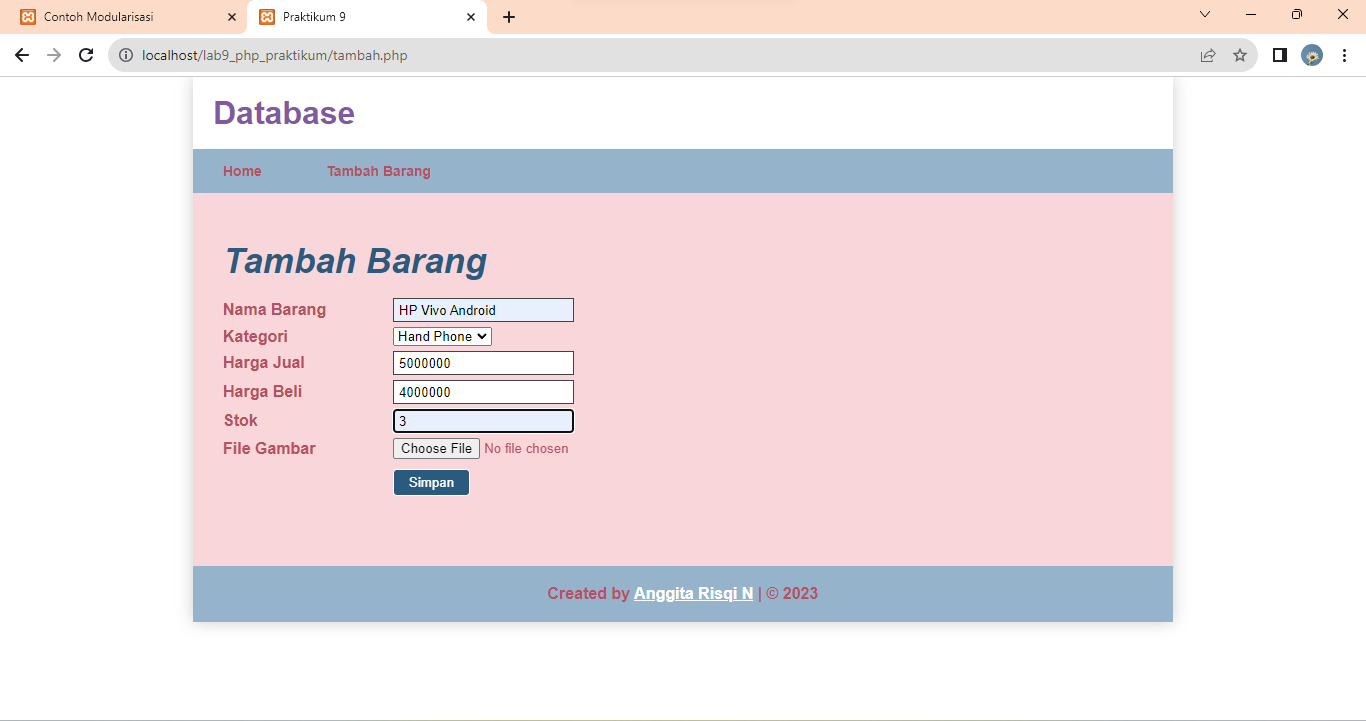 Contoh Modularisasi
Praktikum 9
localhost/lab9_php_praktikum/tambah.php
Database
Home Tambah Barang
Tambah Barang
Nama Barang HP Vivo Android
Kategori Hand Phone
Harga Jual 5000000
Harga Beli 4000000
Stok 3
File Gambar Choose File No file chosen
Simpan
Created by Anggita Risqi N | © 2023